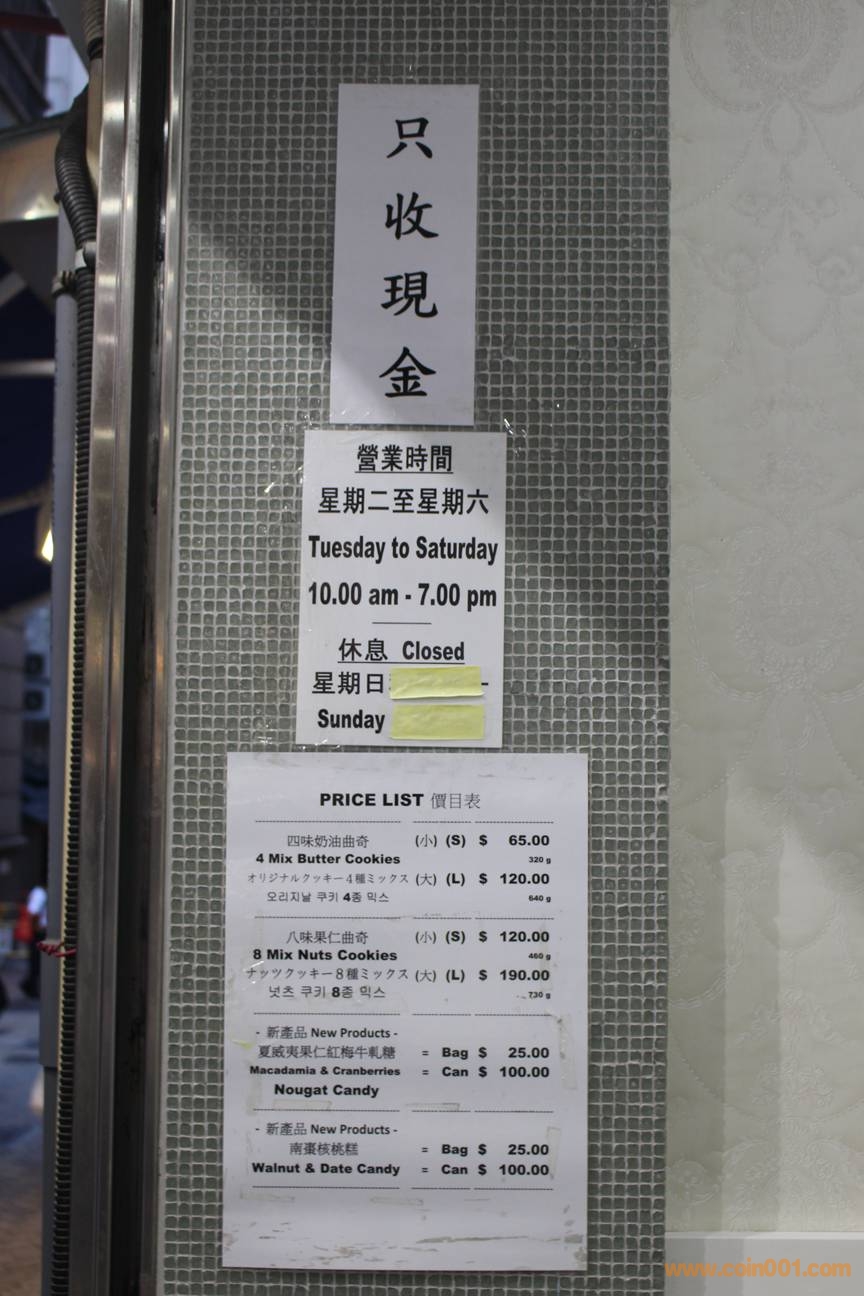 只收現金
營業時間
星期二至星期六
Tuesday to Saturday
10.00 am - 7.00 pm
休息 Closed
星期日
Sunday
PRICE LIST 價目表
四味奶油曲奇 (小) (S) $ 65.00
4 Mix Butter Cookies 320 g
オリジナルクッキー4種ミックス (大) (L) $ 120.00
오리지날 쿠키 4종 믹스 640 g
八味果仁曲奇 (小) (S) $ 120.00
8 Mix Nuts Cookies 460 g
ナッツクッキー8種ミックス (大) (L) $ 190.00
넛츠 쿠키 8종 믹스 730 g
- 新產品 New Products -
夏威夷果仁紅梅牛軋糖 = Bag $ 25.00
Macadamia & Cranberries = Can $ 100.00
Nougat Candy
- 新產品 New Products -
南棗核桃糕 = Bag $ 25.00
Walnut & Date Candy = Can $ 100.00
www.coin001.com